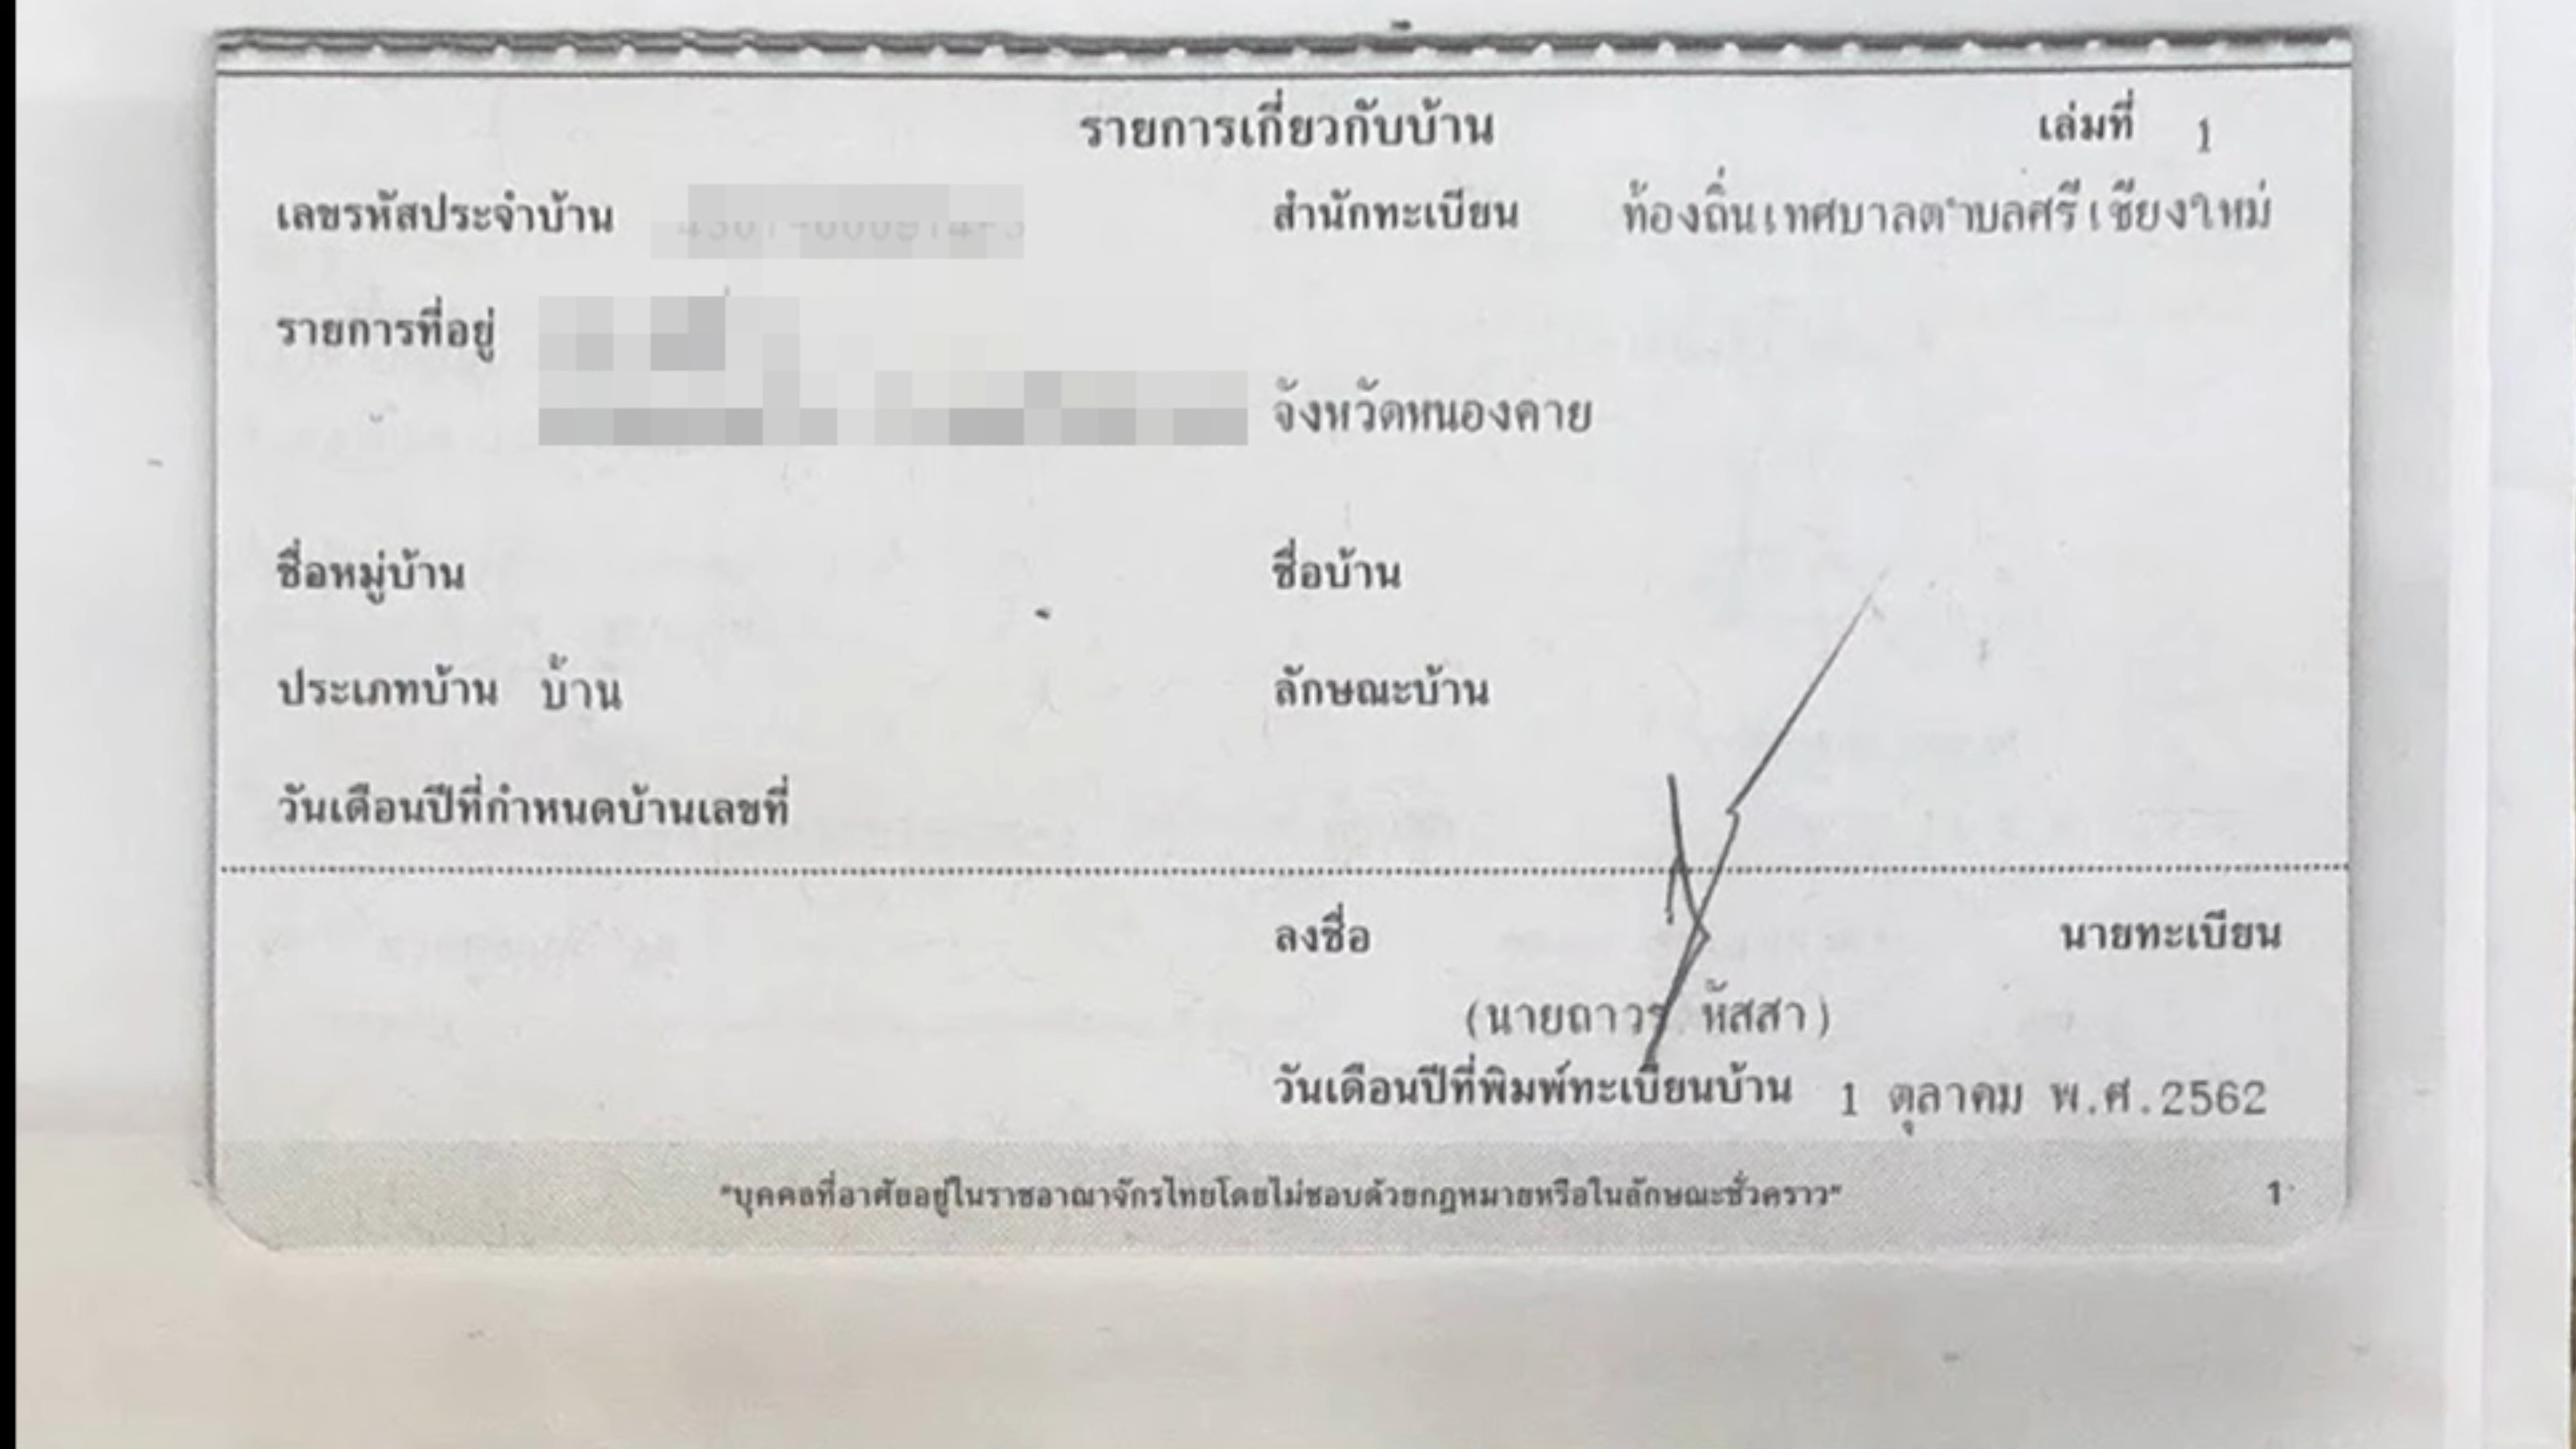 รายการเกี่ยวกับบ้าน เล่มที่ 1
เลขรหัสประจำบ้าน สำนักทะเบียน ท้องถิ่นเทศบาลตำบลศรีเชียงใหม่
รายการที่อยู่
จังหวัดหนองคาย
ชื่อหมู่บ้าน ชื่อบ้าน
ประเภทบ้าน บ้าน ลักษณะบ้าน
วันเดือนปีที่กำหนดบ้านเลขที่
ลงชื่อ นายทะเบียน
(นายถาวร หัสสา)
วันเดือนปีที่พิมพ์ทะเบียนบ้าน 1 ตุลาคม พ.ศ.2562
"บุคคลที่อาศัยอยู่ในราชอาณาจักรไทยโดยไม่ชอบด้วยกฎหมายหรือในลักษณะชั่วคราว" 1